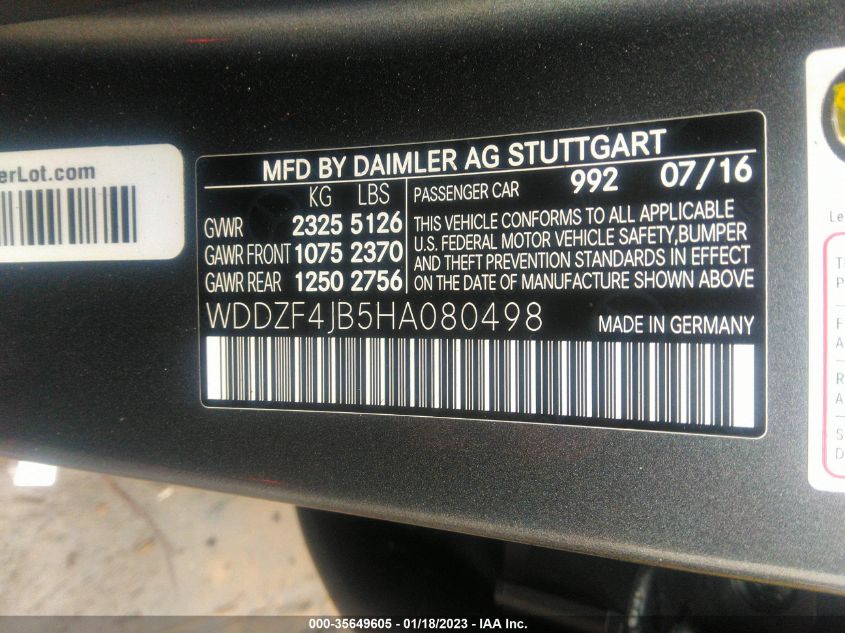 erLot.com
MFD BY DAIMLER AG STUTTGART
KG LBS
GVWR 2325 5126
GAWR FRONT 1075 2370
GAWR REAR 1250 2756
PASSENGER CAR 992 07/16
THIS VEHICLE CONFORMS TO ALL APPLICABLE
U.S. FEDERAL MOTOR VEHICLE SAFETY,BUMPER
AND THEFT PREVENTION STANDARDS IN EFFECT
ON THE DATE OF MANUFACTURE SHOWN ABOVE
WDDZF4JB5HA080498 MADE IN GERMANY
Le
T
P
F
A
R
A
S
D
000-35649605 - 01/18/2023 - IAA Inc.